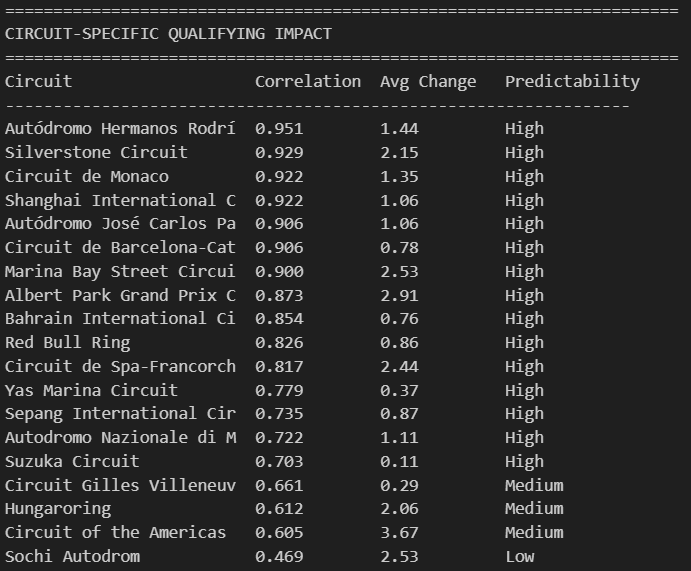 ======================================================================
CIRCUIT-SPECIFIC QUALIFYING IMPACT
======================================================================
Circuit Correlation Avg Change Predictability
-----------------------------------------------------------------
Autódromo Hermanos Rodrí 0.951 1.44 High
Silverstone Circuit 0.929 2.15 High
Circuit de Monaco 0.922 1.35 High
Shanghai International C 0.922 1.06 High
Autódromo José Carlos Pa 0.906 1.06 High
Circuit de Barcelona-Cat 0.906 0.78 High
Marina Bay Street Circui 0.900 2.53 High
Albert Park Grand Prix C 0.873 2.91 High
Bahrain International Ci 0.854 0.76 High
Red Bull Ring 0.826 0.86 High
Circuit de Spa-Francorch 0.817 2.44 High
Yas Marina Circuit 0.779 0.37 High
Sepang International Cir 0.735 0.87 High
Autodromo Nazionale di M 0.722 1.11 High
Suzuka Circuit 0.703 0.11 High
Circuit Gilles Villeneuv 0.661 0.29 Medium
Hungaroring 0.612 2.06 Medium
Circuit of the Americas 0.605 3.67 Medium
Sochi Autodrom 0.469 2.53 Low